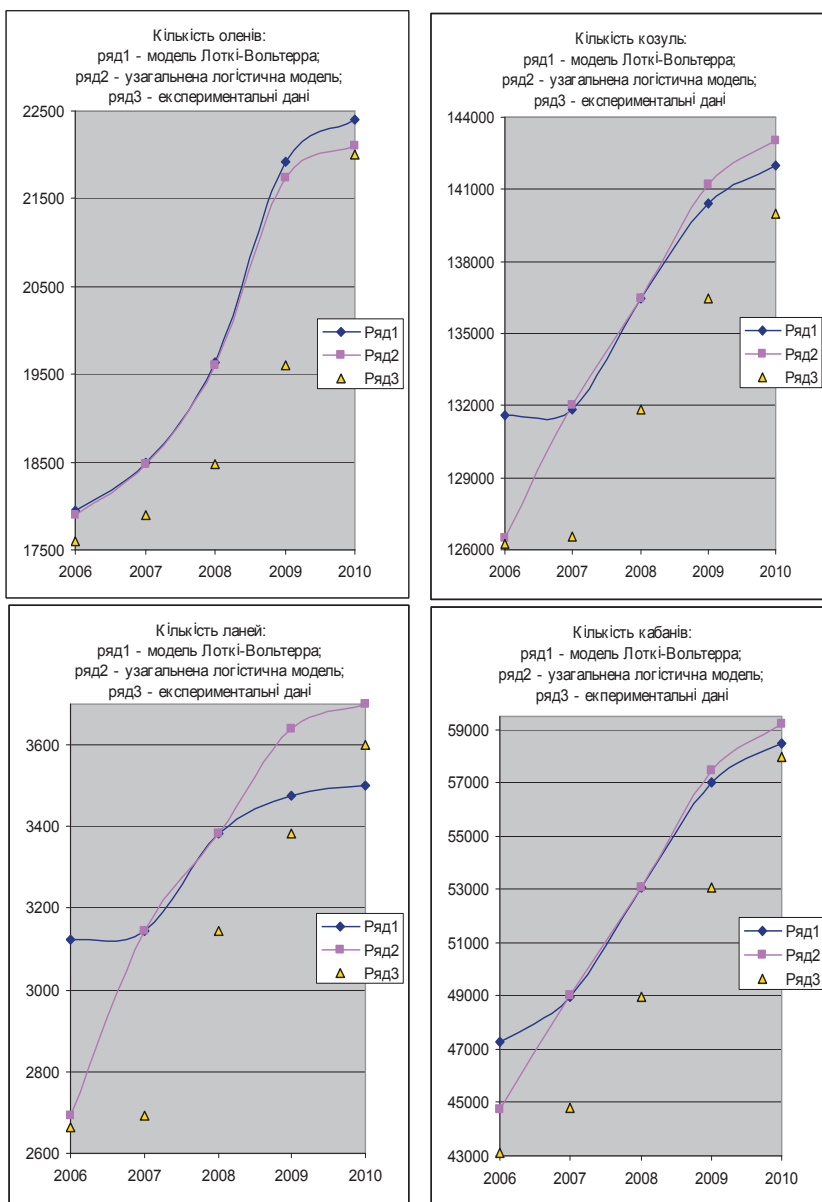 Кількість оленів:
ряд1 - модель Лоткі-Вольтерра;
ряд2 - узагальнена логістична модель;
ряд3 - експериментальні дані
22500
21500
20500
19500
18500
17500
2006 2007 2008 2009 2010
Ряд1
Ряд2
Ряд3
Кількість козуль:
ряд1 - модель Лоткі-Вольтерра;
ряд2 - узагальнена логістична модель;
ряд3 - експериментальні дані
144000
141000
138000
135000
132000
129000
126000
2006 2007 2008 2009 2010
Ряд1
Ряд2
Ряд3
Кількість ланей:
ряд1 - модель Лоткі-Вольтерра;
ряд2 - узагальнена логістична модель;
ряд3 - експериментальні дані
3600
3400
3200
3000
2800
2600
2006 2007 2008 2009 2010
Ряд1
Ряд2
Ряд3
Кількість кабанів:
ряд1 - модель Лоткі-Вольтерра;
ряд2 - узагальнена логістична модель;
ряд3 - екпериментальні дані
59000
57000
55000
53000
51000
49000
47000
45000
43000
2006 2007 2008 2009 2010
Ряд1
Ряд2
Ряд3